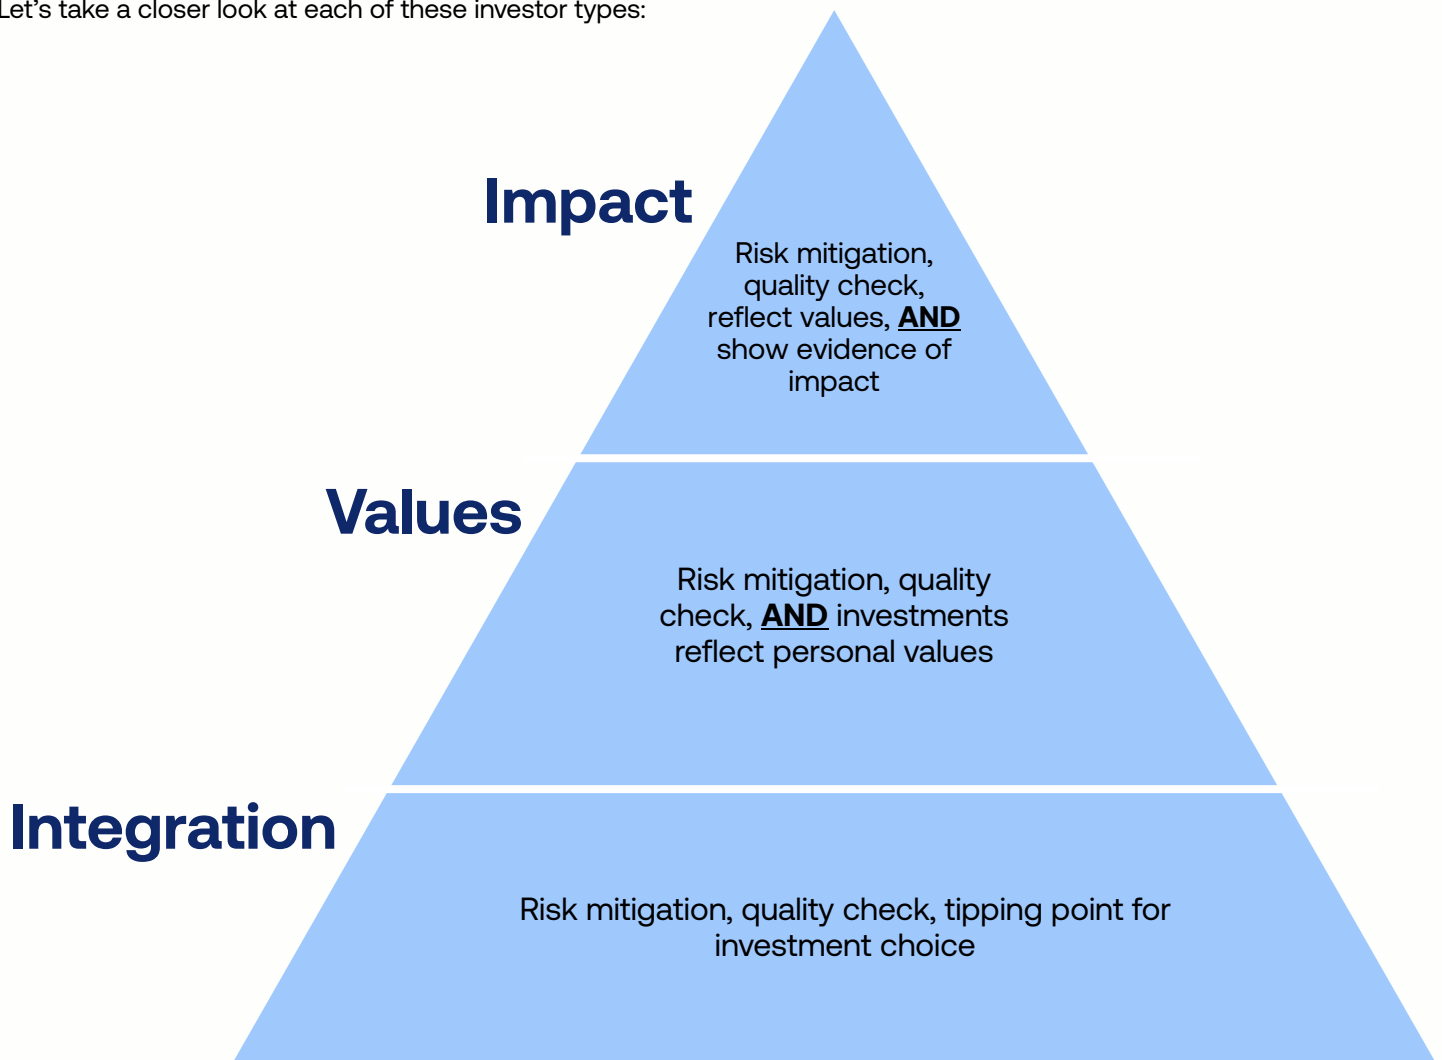 Let’s take a closer look at each of these investor types:
Impact
Risk mitigation,
quality check,
reflect values, AND
show evidence of
impact
Values
Risk mitigation, quality
check, AND investments
reflect personal values
Integration
Risk mitigation, quality check, tipping point for
investment choice